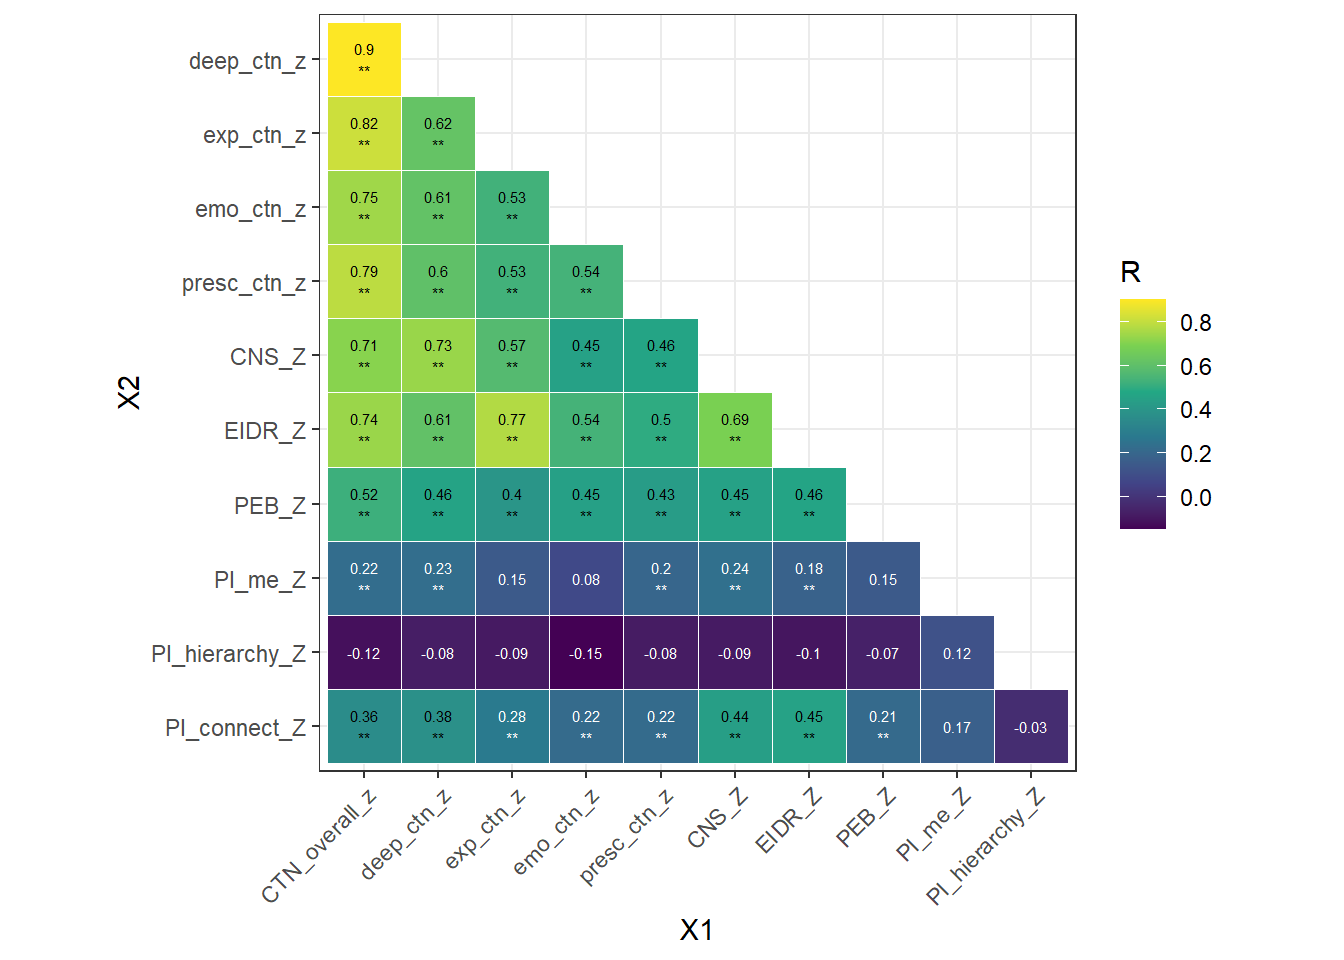 deep_ctn_z
0.9
**
exp_ctn_z
0.82 0.62
** **
emo_ctn_z
0.75 0.61 0.53
** ** **
presc_ctn_z
0.79 0.6 0.53 0.54
** ** ** **
CNS_Z
0.71 0.73 0.57 0.45 0.46
** ** ** ** **
EIDR_Z
0.74 0.61 0.77 0.54 0.5 0.69
** ** ** ** ** **
PEB_Z
0.52 0.46 0.4 0.45 0.43 0.45 0.46
** ** ** ** ** ** **
PI_me_Z
0.22 0.23 0.15 0.08 0.2 0.24 0.18 0.15
** ** ** ** **
PI_hierarchy_Z
-0.12 -0.08 -0.09 -0.15 -0.08 -0.09 -0.1 -0.07 0.12
PI_connect_Z
0.36 0.38 0.28 0.22 0.22 0.44 0.45 0.21 0.17 -0.03
** ** ** ** ** ** ** **
X2
CTN_overall_z
deep_ctn_z
exp_ctn_z
emo_ctn_z
presc_ctn_z
CNS_Z
EIDR_Z
PEB_Z
PI_me_Z
PI_hierarchy_Z
X1
R
0.8
0.6
0.4
0.2
0.0